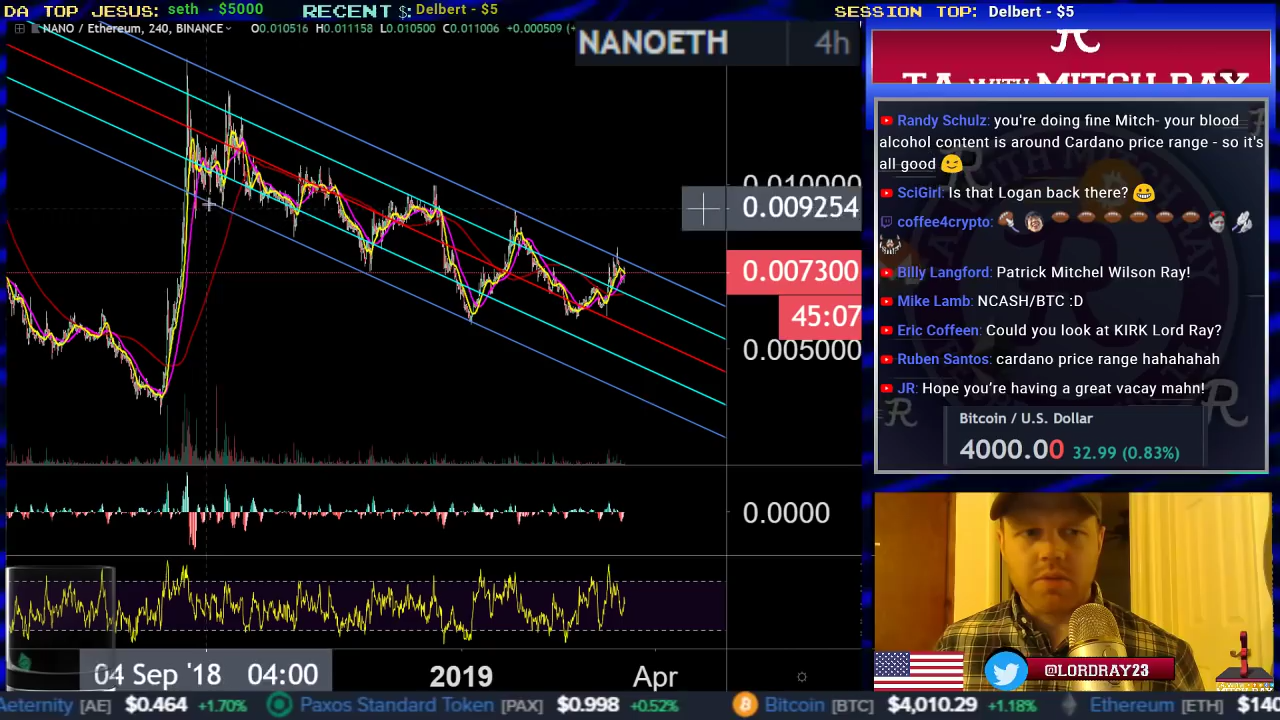 DA TOP JESUS: seth - $5000
RECENT $: Delbert - $5
SESSION TOP: Delbert - $5
NANO / Ethereum, 240, BINANCE
O0.010516 H0.011158 L0.010500 C0.011006 +0.000509
NANOETH 4h
TA WITH MITCH RAY
0.010000
0.009254
0.007300
45:07
0.005000
0.0000
04 Sep '18 04:00
2019
Apr
Randy Schulz: you're doing fine Mitch- your blood
alcohol content is around Cardano price range - so it's
all good 😉
SciGirl: Is that Logan back there? 😀
coffee4crypto:
Billy Langford: Patrick Mitchel Wilson Ray!
Mike Lamb: NCASH/BTC :D
Eric Coffeen: Could you look at KIRK Lord Ray?
Ruben Santos: cardano price range hahahahah
JR: Hope you’re having a great vacay mahn!
Bitcoin / U.S. Dollar
4000.00 32.99 (0.83%)
@LORDRAY23
Aeternity [AE] $0.464 +1.70% Paxos Standard Token [PAX] $0.998 +0.52% Bitcoin [BTC] $4,010.29 +1.18% Ethereum [ETH] $140